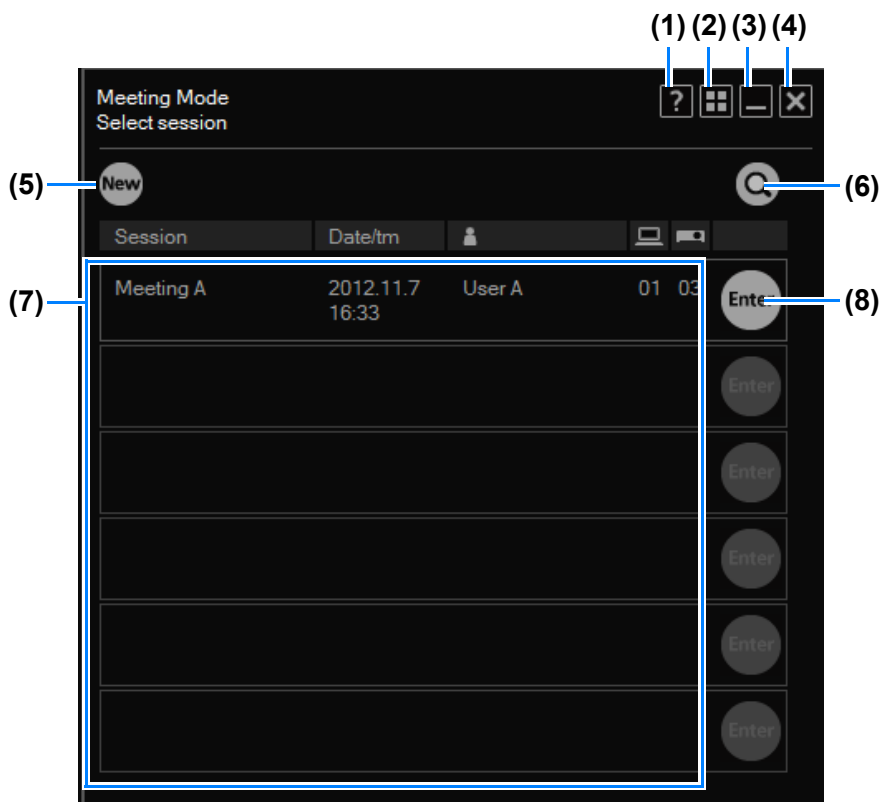 (1) (2) (3) (4)
Meeting Mode
Select session
?
(5) New (6)
Session Date/tm
(7) Meeting A 2012.11.7 User A 01 03 Enter (8)
16:33
Enter
Enter
Enter
Enter
Enter